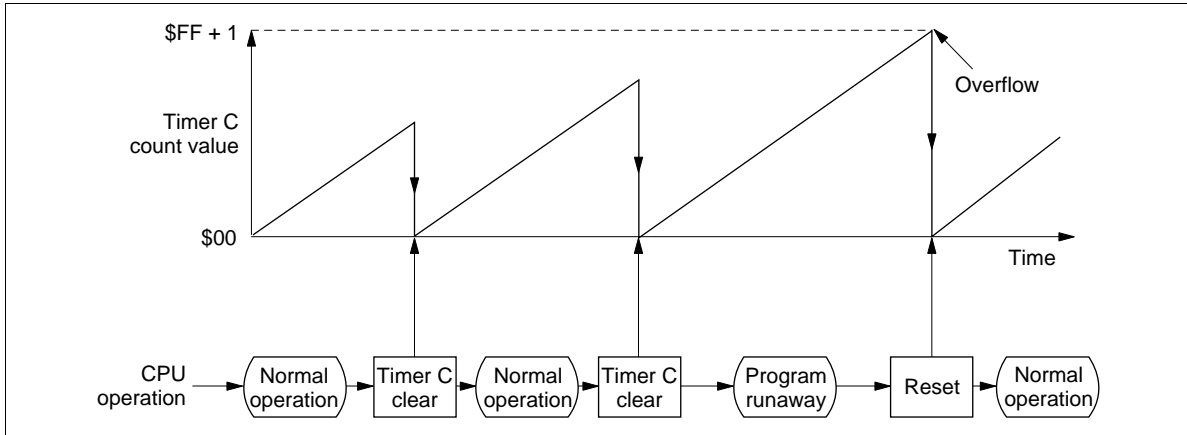 $FF + 1
Overflow
Timer C
count value
$00
Time
CPU
operation
Normal
operation
Timer C
clear
Normal
operation
Timer C
clear
Program
runaway
Reset
Normal
operation